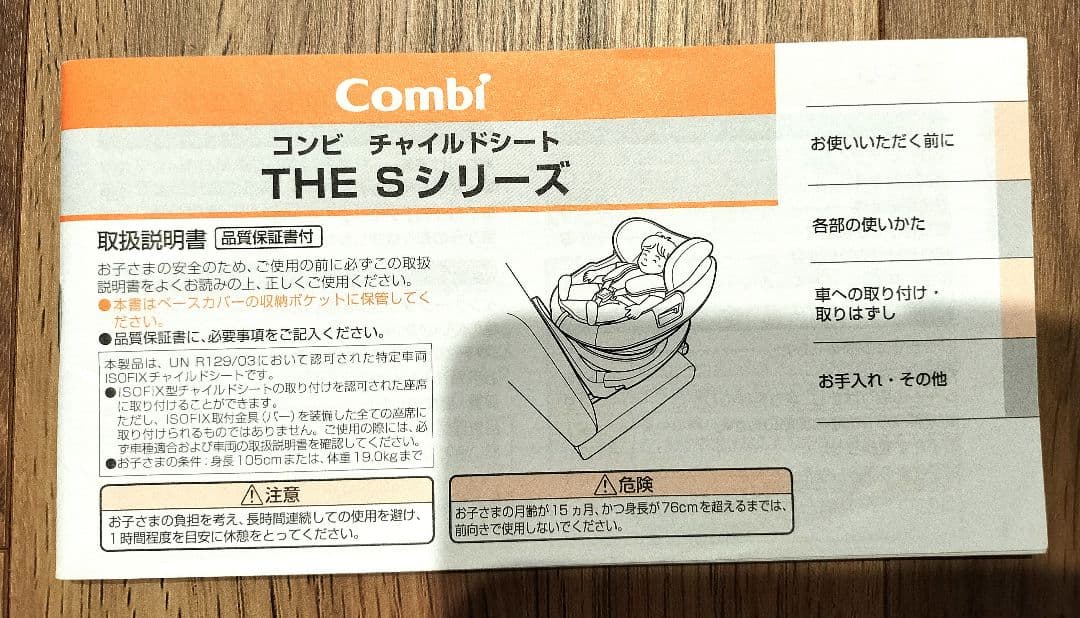 Combi
コンビ チャイルドシート
THE Sシリーズ
取扱説明書 品質保証書付
お子さまの安全のため、ご使用の前に必ずこの取扱
説明書をよくお読みの上、正しくご使用ください。
●本書はベースカバーの収納ポケットに保管してく
ださい。
●品質保証書に、必要事項をご記入ください。
本製品は、UN R129/03において認可された特定車両
ISOFIXチャイルドシートです。
●ISOFIX型チャイルドシートの取り付けを認可された座席
に取り付けることができます。
ただし、ISOFIX取付金具(バー)を装備した全ての座席に
取り付けられるものではありません。ご使用の際には、必
ず車種適合および車両の取扱説明書を確認してください。
●お子さまの条件:身長105cmまたは、体重19.0kgまで
⚠注意
お子さまの負担を考え、長時間連続しての使用を避け、
1時間程度を目安に休憩をとってください。
⚠危険
お子さまの月齢が15ヵ月、かつ身長が76cmを超えるまでは、
前向きで使用しないでください。
お使いいただく前に
各部の使いかた
車への取り付け・
取りはずし
お手入れ・その他